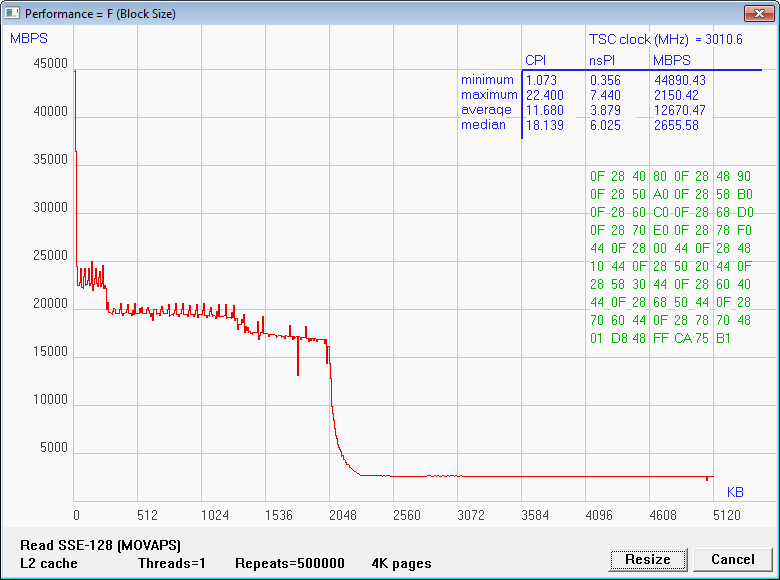 Performance = F (Block Size)
MBPS
TSC clock (MHz) = 3010.6
CPI nsPI MBPS
minimum 1.073 0.356 44890.43
maximum 22.400 7.440 2150.42
average 11.680 3.879 12670.47
median 18.139 6.025 2655.58
45000
40000
35000
30000
25000
20000
15000
10000
5000
0F 28 40 80 0F 28 48 90
0F 28 50 A0 0F 28 58 B0
0F 28 60 C0 0F 28 68 D0
0F 28 70 E0 0F 28 78 F0
44 0F 28 00 44 0F 28 48
10 44 0F 28 50 20 44 0F
28 58 30 44 0F 28 60 40
44 0F 28 68 50 44 0F 28
70 60 44 0F 28 78 70 48
01 D8 48 FF CA 75 B1
KB
0 512 1024 1536 2048 2560 3072 3584 4096 4608 5120
Read SSE-128 (MOVAPS)
L2 cache Threads=1 Repeats=500000 4K pages
Resize Cancel